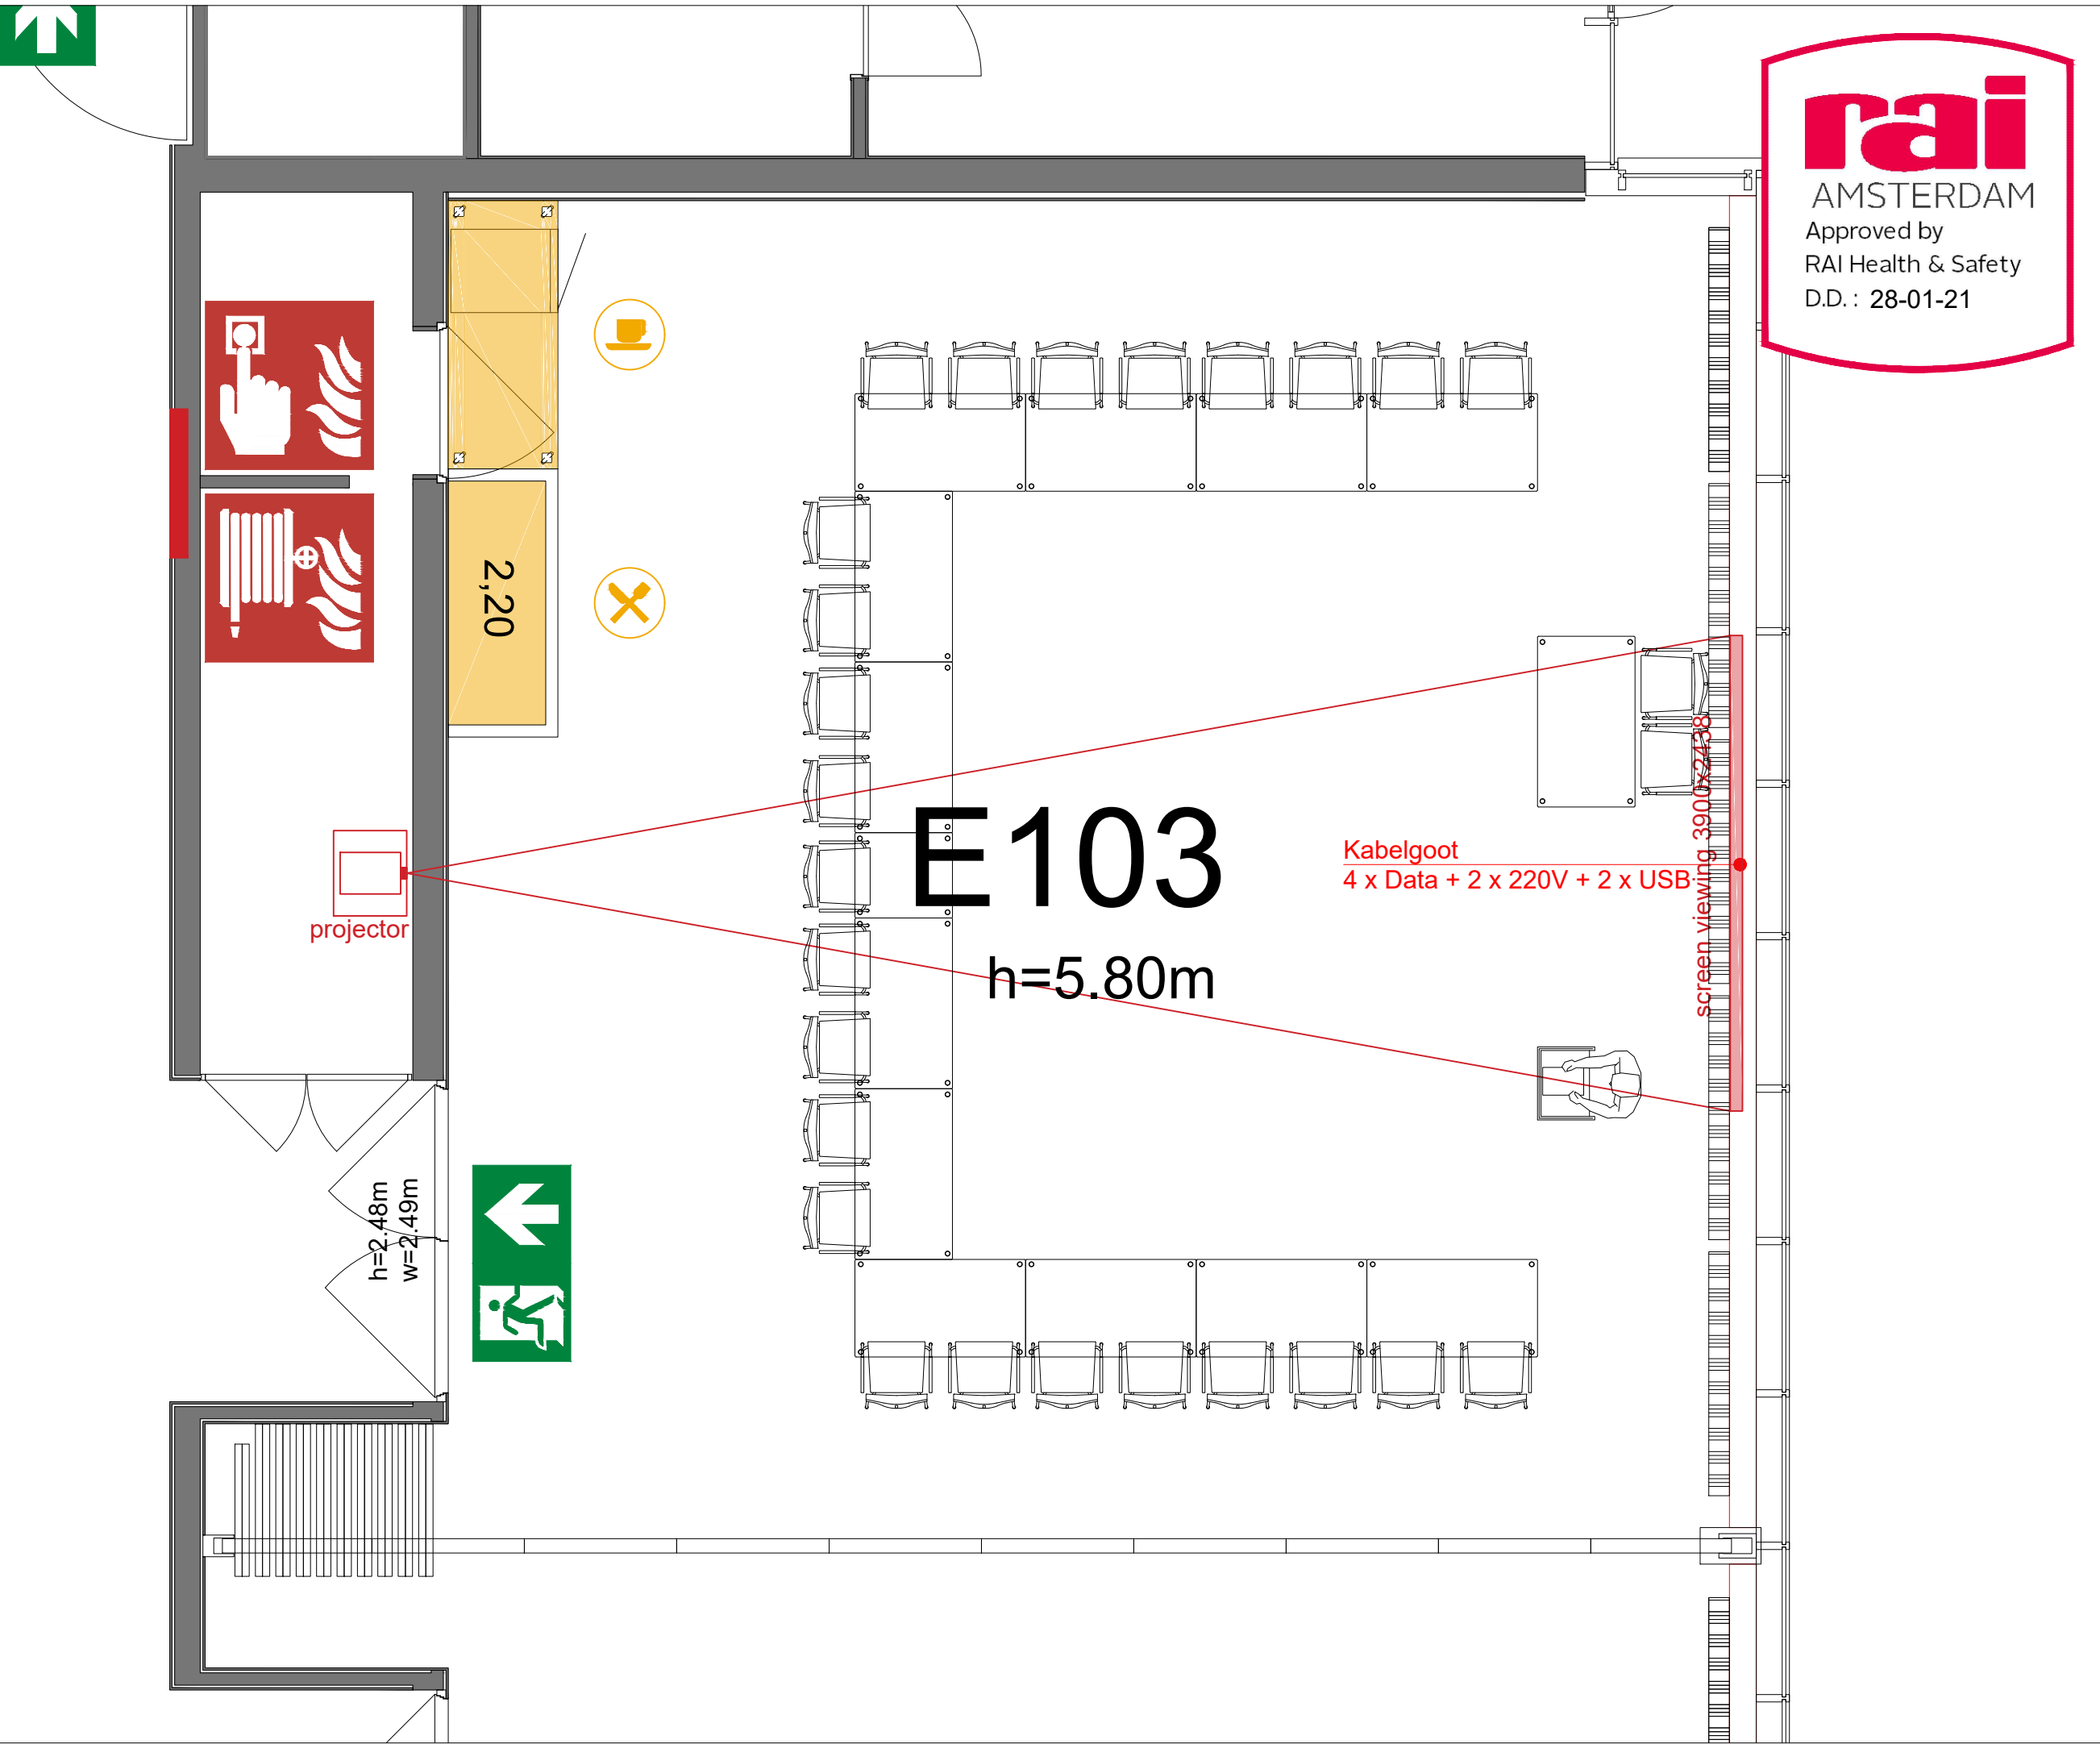 rai
AMSTERDAM
Approved by
RAI Health & Safety
D.D. : 28-01-21
2,20
E103
h=5.80m
Kabelgoot
4 x Data + 2 x 220V + 2 x USB
screen viewing 3900x2438
projector
h=2.48m
w=2.49m